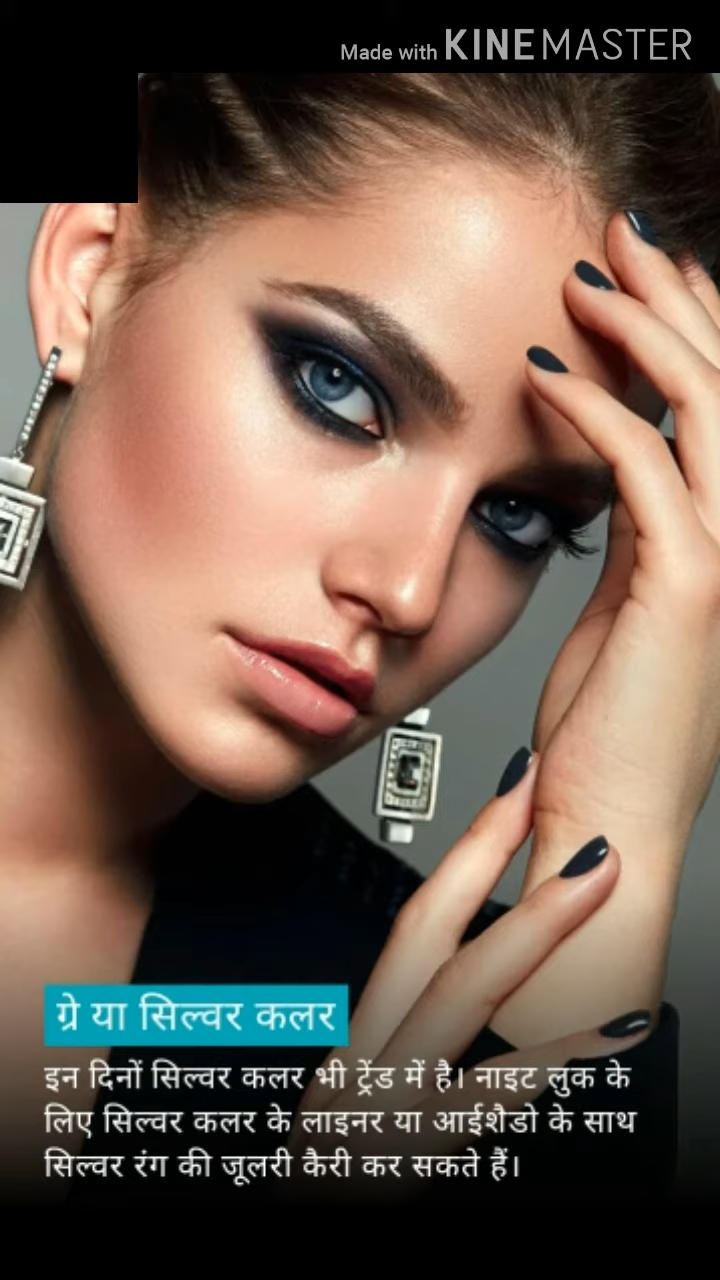 Made with KINEMASTER
ग्रे या सिल्वर कलर
इन दिनों सिल्वर कलर भी ट्रेंड में है। नाइट लुक के
लिए सिल्वर कलर के लाइनर या आईशैडो के साथ
सिल्वर रंग की जूलरी कैरी कर सकते हैं।